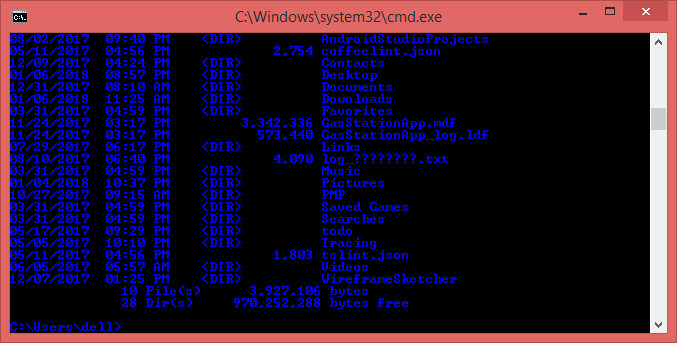 C:\Windows\system32\cmd.exe
08/02/2017  09:40 PM    <DIR>          AndroidStudioProjects
05/11/2017  04:56 PM             2.754 coffeelint.json
12/09/2017  04:24 PM    <DIR>          Contacts
01/06/2018  08:57 PM    <DIR>          Desktop
12/31/2017  08:10 AM    <DIR>          Documents
01/06/2018  11:25 AM    <DIR>          Downloads
03/31/2017  04:59 PM    <DIR>          Favorites
11/24/2017  03:17 PM         3.342.336 GasStationApp.mdf
11/24/2017  03:17 PM           573.440 GasStationApp_log.ldf
07/29/2017  06:17 PM    <DIR>          Links
08/10/2017  06:40 PM             4.090 log_????????.txt
03/31/2017  04:59 PM    <DIR>          Music
01/04/2018  10:37 PM    <DIR>          Pictures
10/27/2017  09:15 AM    <DIR>          PMP
03/31/2017  04:59 PM    <DIR>          Saved Games
03/31/2017  04:59 PM    <DIR>          Searches
05/17/2017  09:29 PM    <DIR>          todo
05/05/2017  10:10 PM    <DIR>          Tracing
05/11/2017  04:56 PM             1.803 tslint.json
06/05/2017  05:57 AM    <DIR>          Videos
12/07/2017  01:25 PM    <DIR>          WireframeSketcher
10 File(s)      3.927.106 bytes
28 Dir(s)     970.252.288 bytes free
C:\Users\dell>